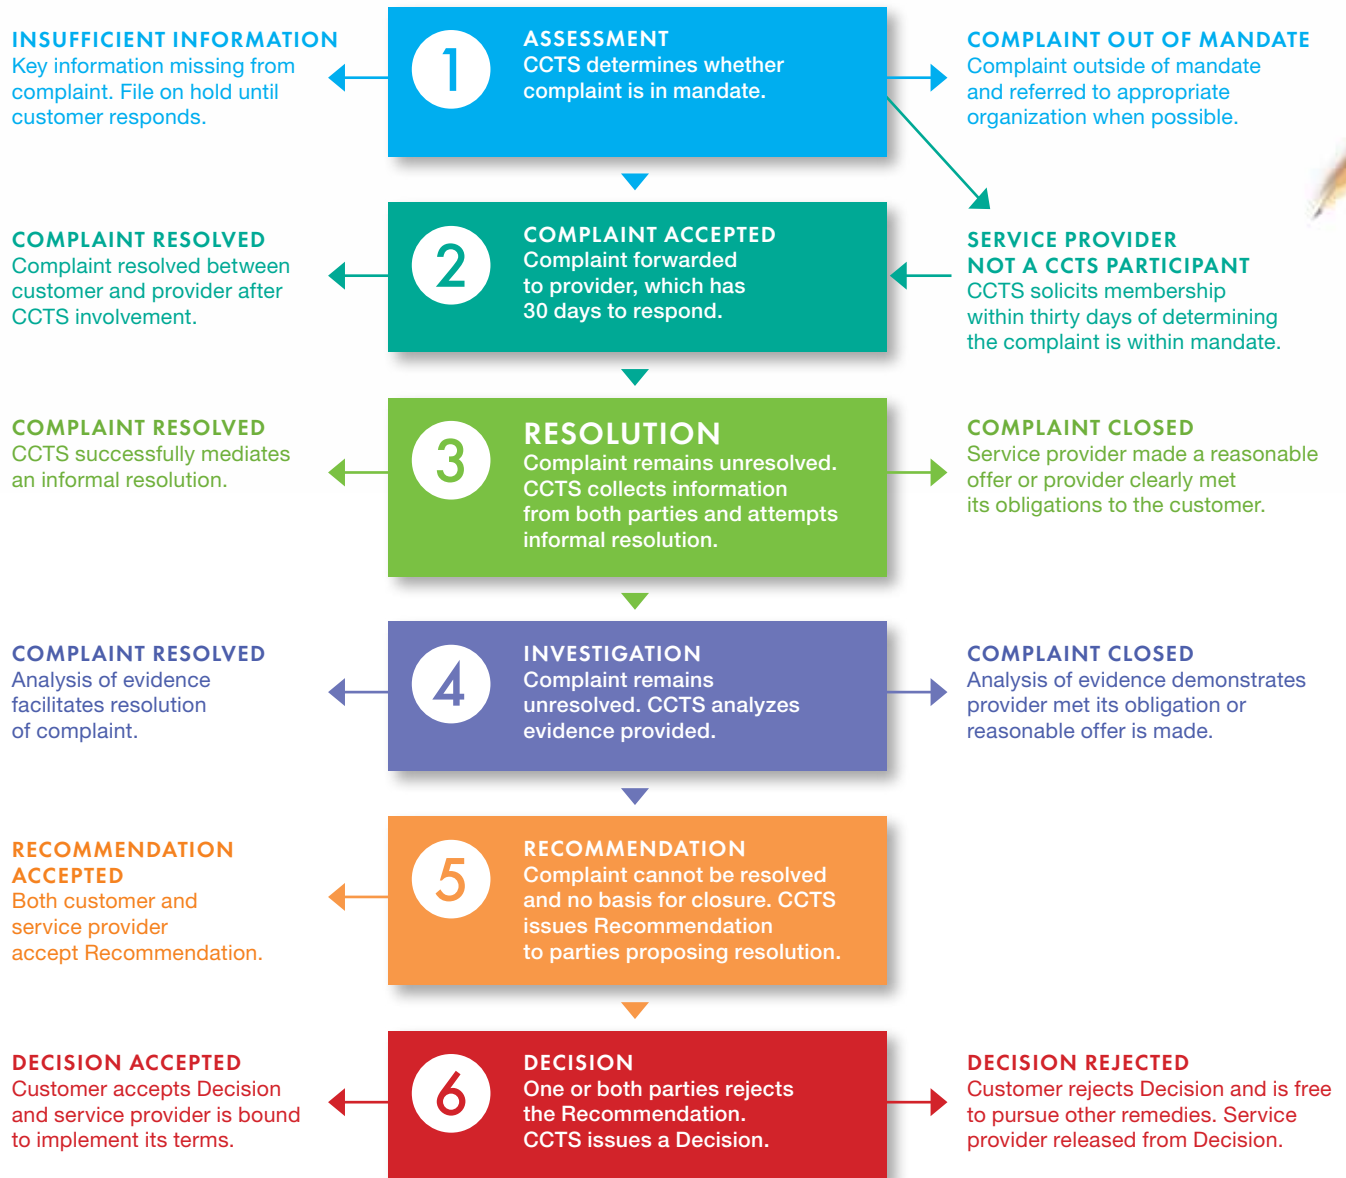 INSUFFICIENT INFORMATION
Key information missing from
complaint. File on hold until
customer responds.
1
ASSESSMENT
CCTS determines whether
complaint is in mandate.
COMPLAINT OUT OF MANDATE
Complaint outside of mandate
and referred to appropriate
organization when possible.
COMPLAINT RESOLVED
Complaint resolved between
customer and provider after
CCTS involvement.
2
COMPLAINT ACCEPTED
Complaint forwarded
to provider, which has
30 days to respond.
SERVICE PROVIDER
NOT A CCTS PARTICIPANT
CCTS solicits membership
within thirty days of determining
the complaint is within mandate.
COMPLAINT RESOLVED
CCTS successfully mediates
an informal resolution.
3
RESOLUTION
Complaint remains unresolved.
CCTS collects information
from both parties and attempts
informal resolution.
COMPLAINT CLOSED
Service provider made a reasonable
offer or provider clearly met
its obligations to the customer.
COMPLAINT RESOLVED
Analysis of evidence
facilitates resolution
of complaint.
4
INVESTIGATION
Complaint remains
unresolved. CCTS analyzes
evidence provided.
COMPLAINT CLOSED
Analysis of evidence demonstrates
provider met its obligation or
reasonable offer is made.
RECOMMENDATION
ACCEPTED
Both customer and
service provider
accept Recommendation.
5
RECOMMENDATION
Complaint cannot be resolved
and no basis for closure. CCTS
issues Recommendation
to parties proposing resolution.
DECISION ACCEPTED
Customer accepts Decision
and service provider is bound
to implement its terms.
6
DECISION
One or both parties rejects
the Recommendation.
CCTS issues a Decision.
DECISION REJECTED
Customer rejects Decision and is free
to pursue other remedies. Service
provider released from Decision.